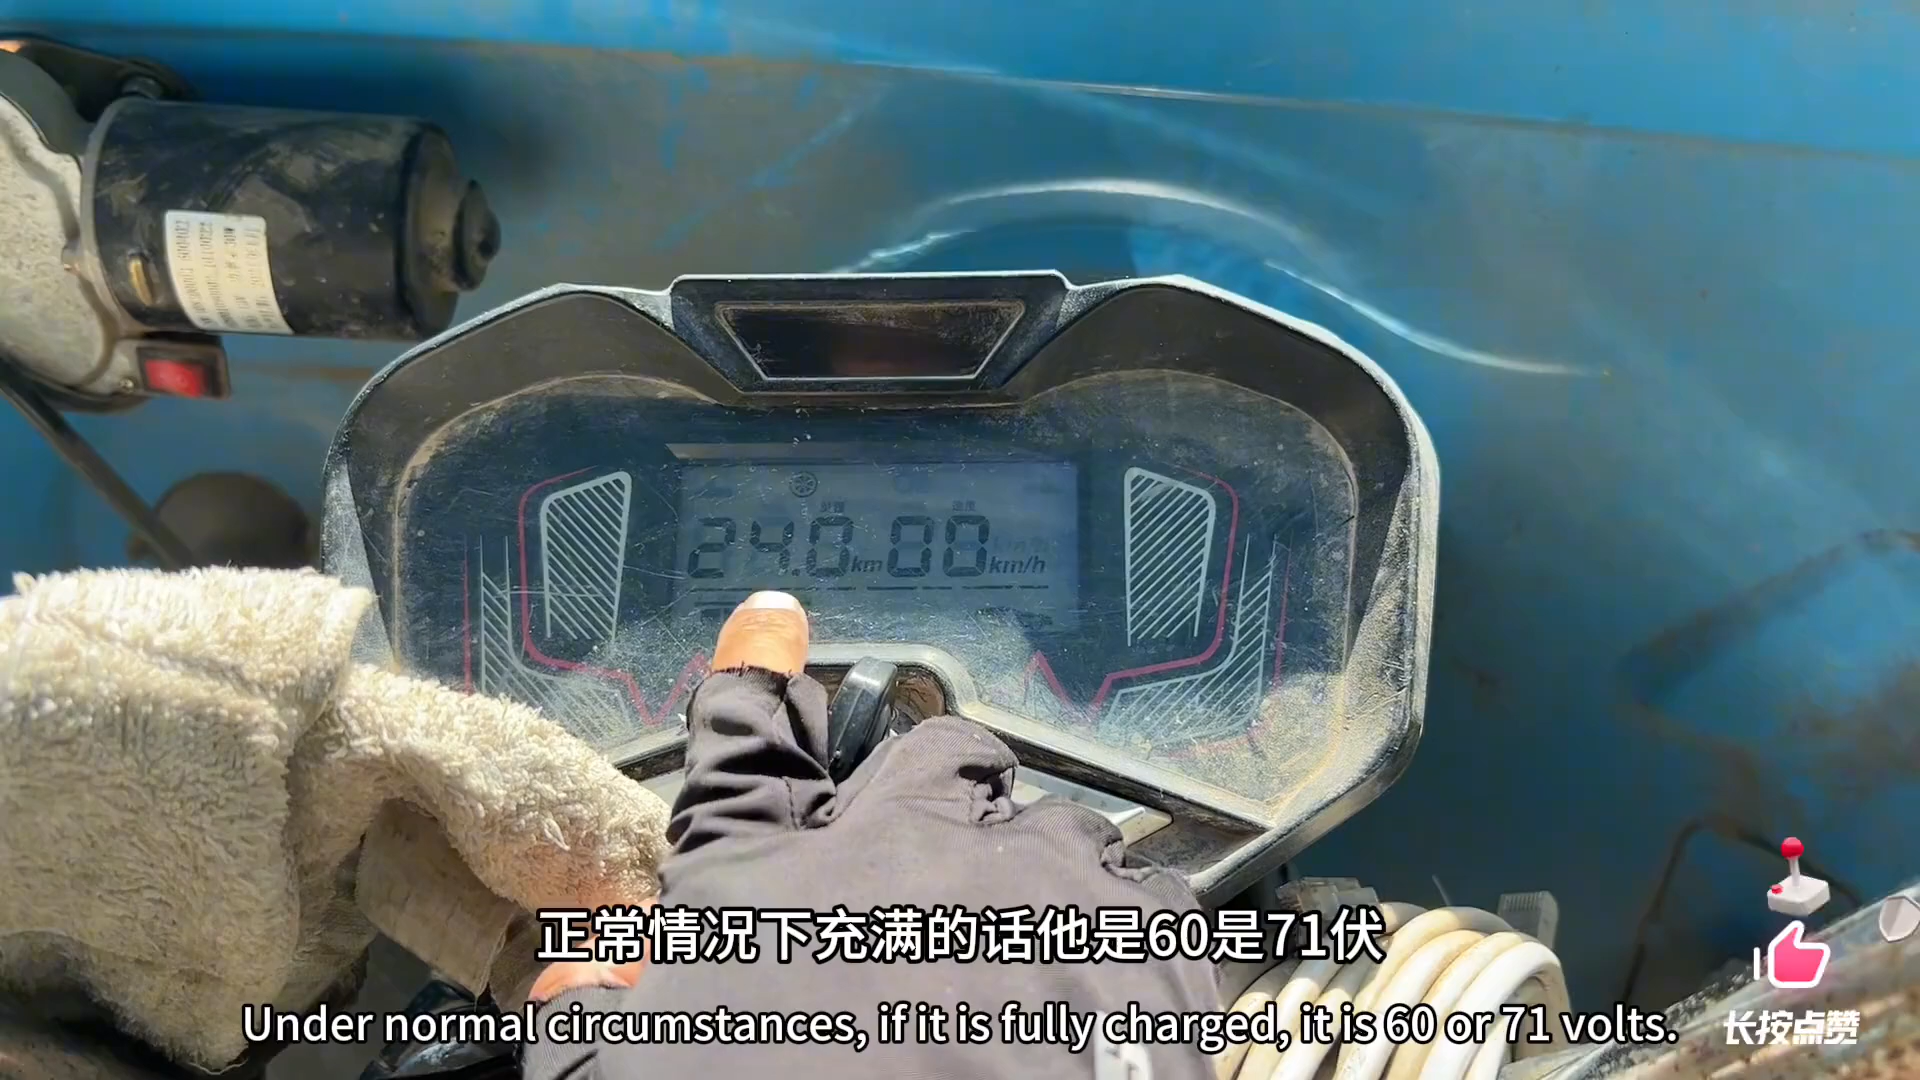 24.0 km 00 km/h
正常情况下充满的话他是60是71伏
Under normal circumstances, if it is fully charged, it is 60 or 71 volts.
长按点赞